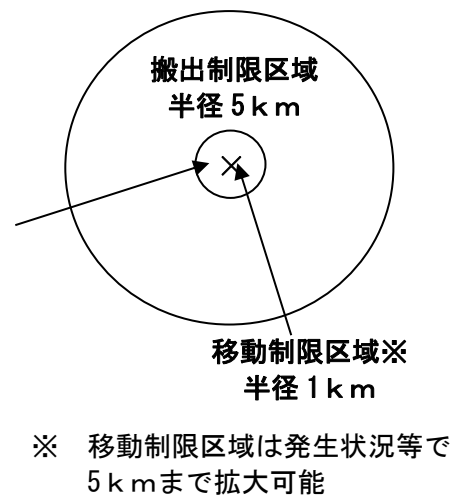 搬出制限区域
半径5km
移動制限区域※
半径1km
※　移動制限区域は発生状況等で
5kmまで拡大可能